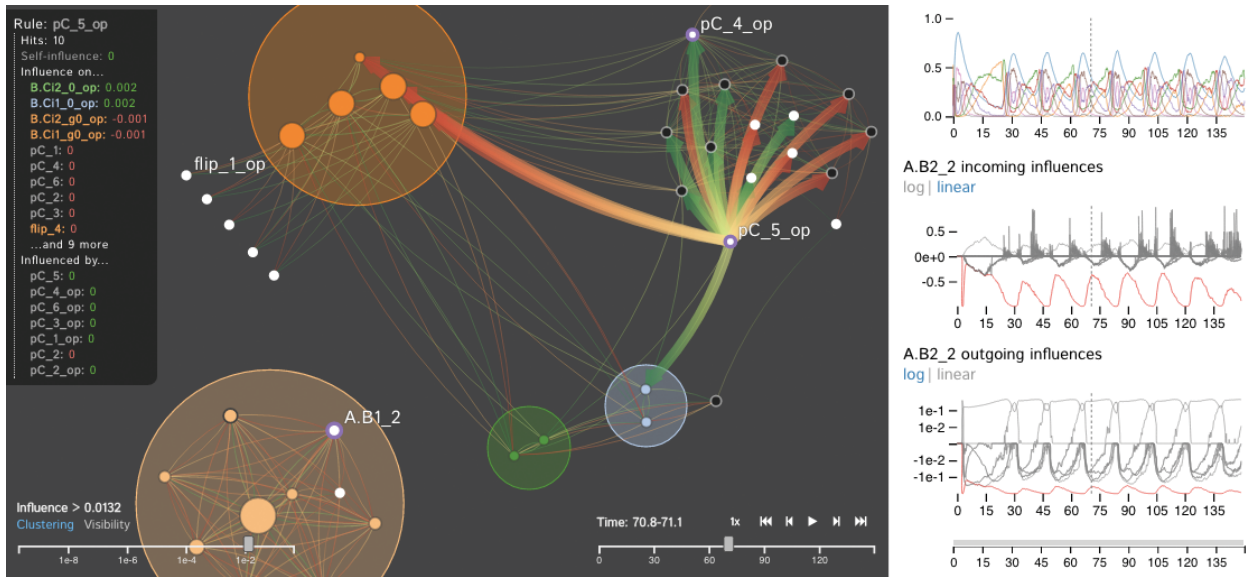 Rule: pC_5_op
Hits: 10
Self-influence: 0
Influence on...
B.Ci2_0_op: 0.002
B.Ci1_0_op: 0.002
B.Ci2_g0_op: -0.001
B.Ci1_g0_op: -0.001
pC_1: 0
pC_4: 0
pC_6: 0
pC_2: 0
pC_3: 0
flip_4: 0
...and 9 more
Influenced by...
pC_5: 0
pC_4_op: 0
pC_6_op: 0
pC_3_op: 0
pC_1_op: 0
pC_2: 0
pC_2_op: 0
flip_1_op
pC_4_op
pC_5_op
A.B1_2
Influence > 0.0132
Clustering Visibility
1e-8 1e-6 1e-4 1e-2
Time: 70.8-71.1 1x
0 30 60 90 120
1.0
0.5
0.0
0 15 30 45 60 75 90 105 120 135
A.B2_2 incoming influences
log | linear
0.5
0e+0
-0.5
0 15 30 45 60 75 90 105 120 135
A.B2_2 outgoing influences
log | linear
1e-1
1e-2
-1e-2
-1e-1
0 15 30 45 60 75 90 105 120 135
0 15 30 45 60 75 90 105 120 135